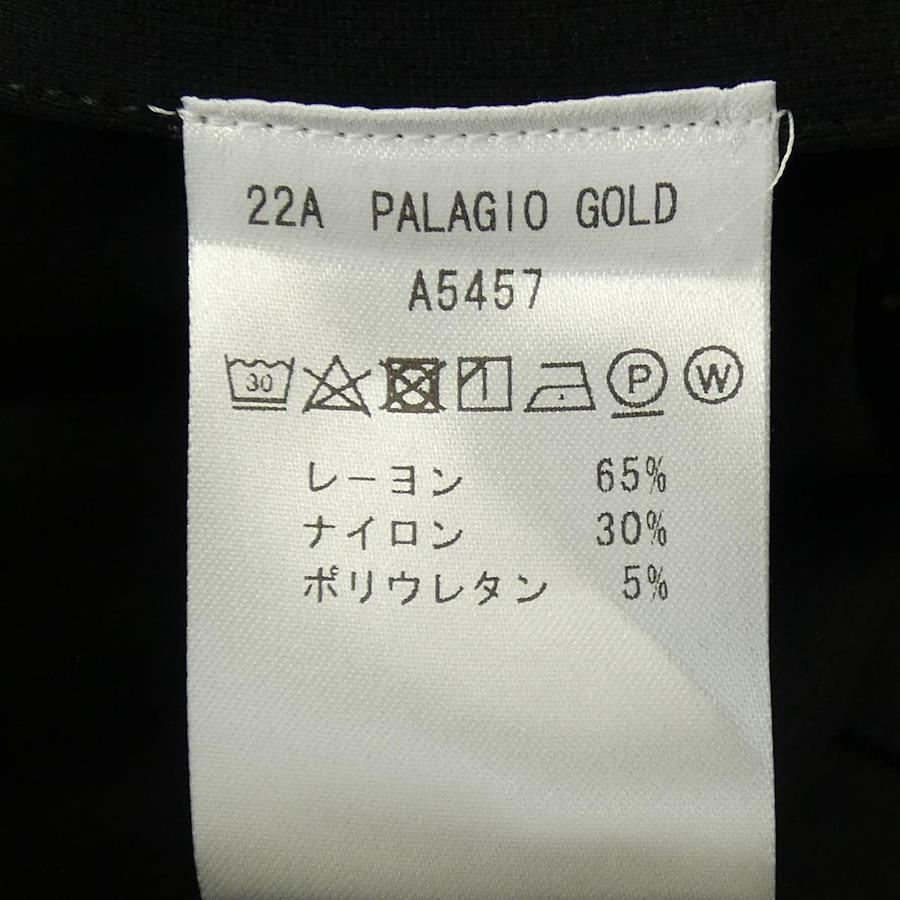 22A PALAGIO GOLD
A5457
30 P W
レーヨン 65%
ナイロン 30%
ポリウレタン 5%